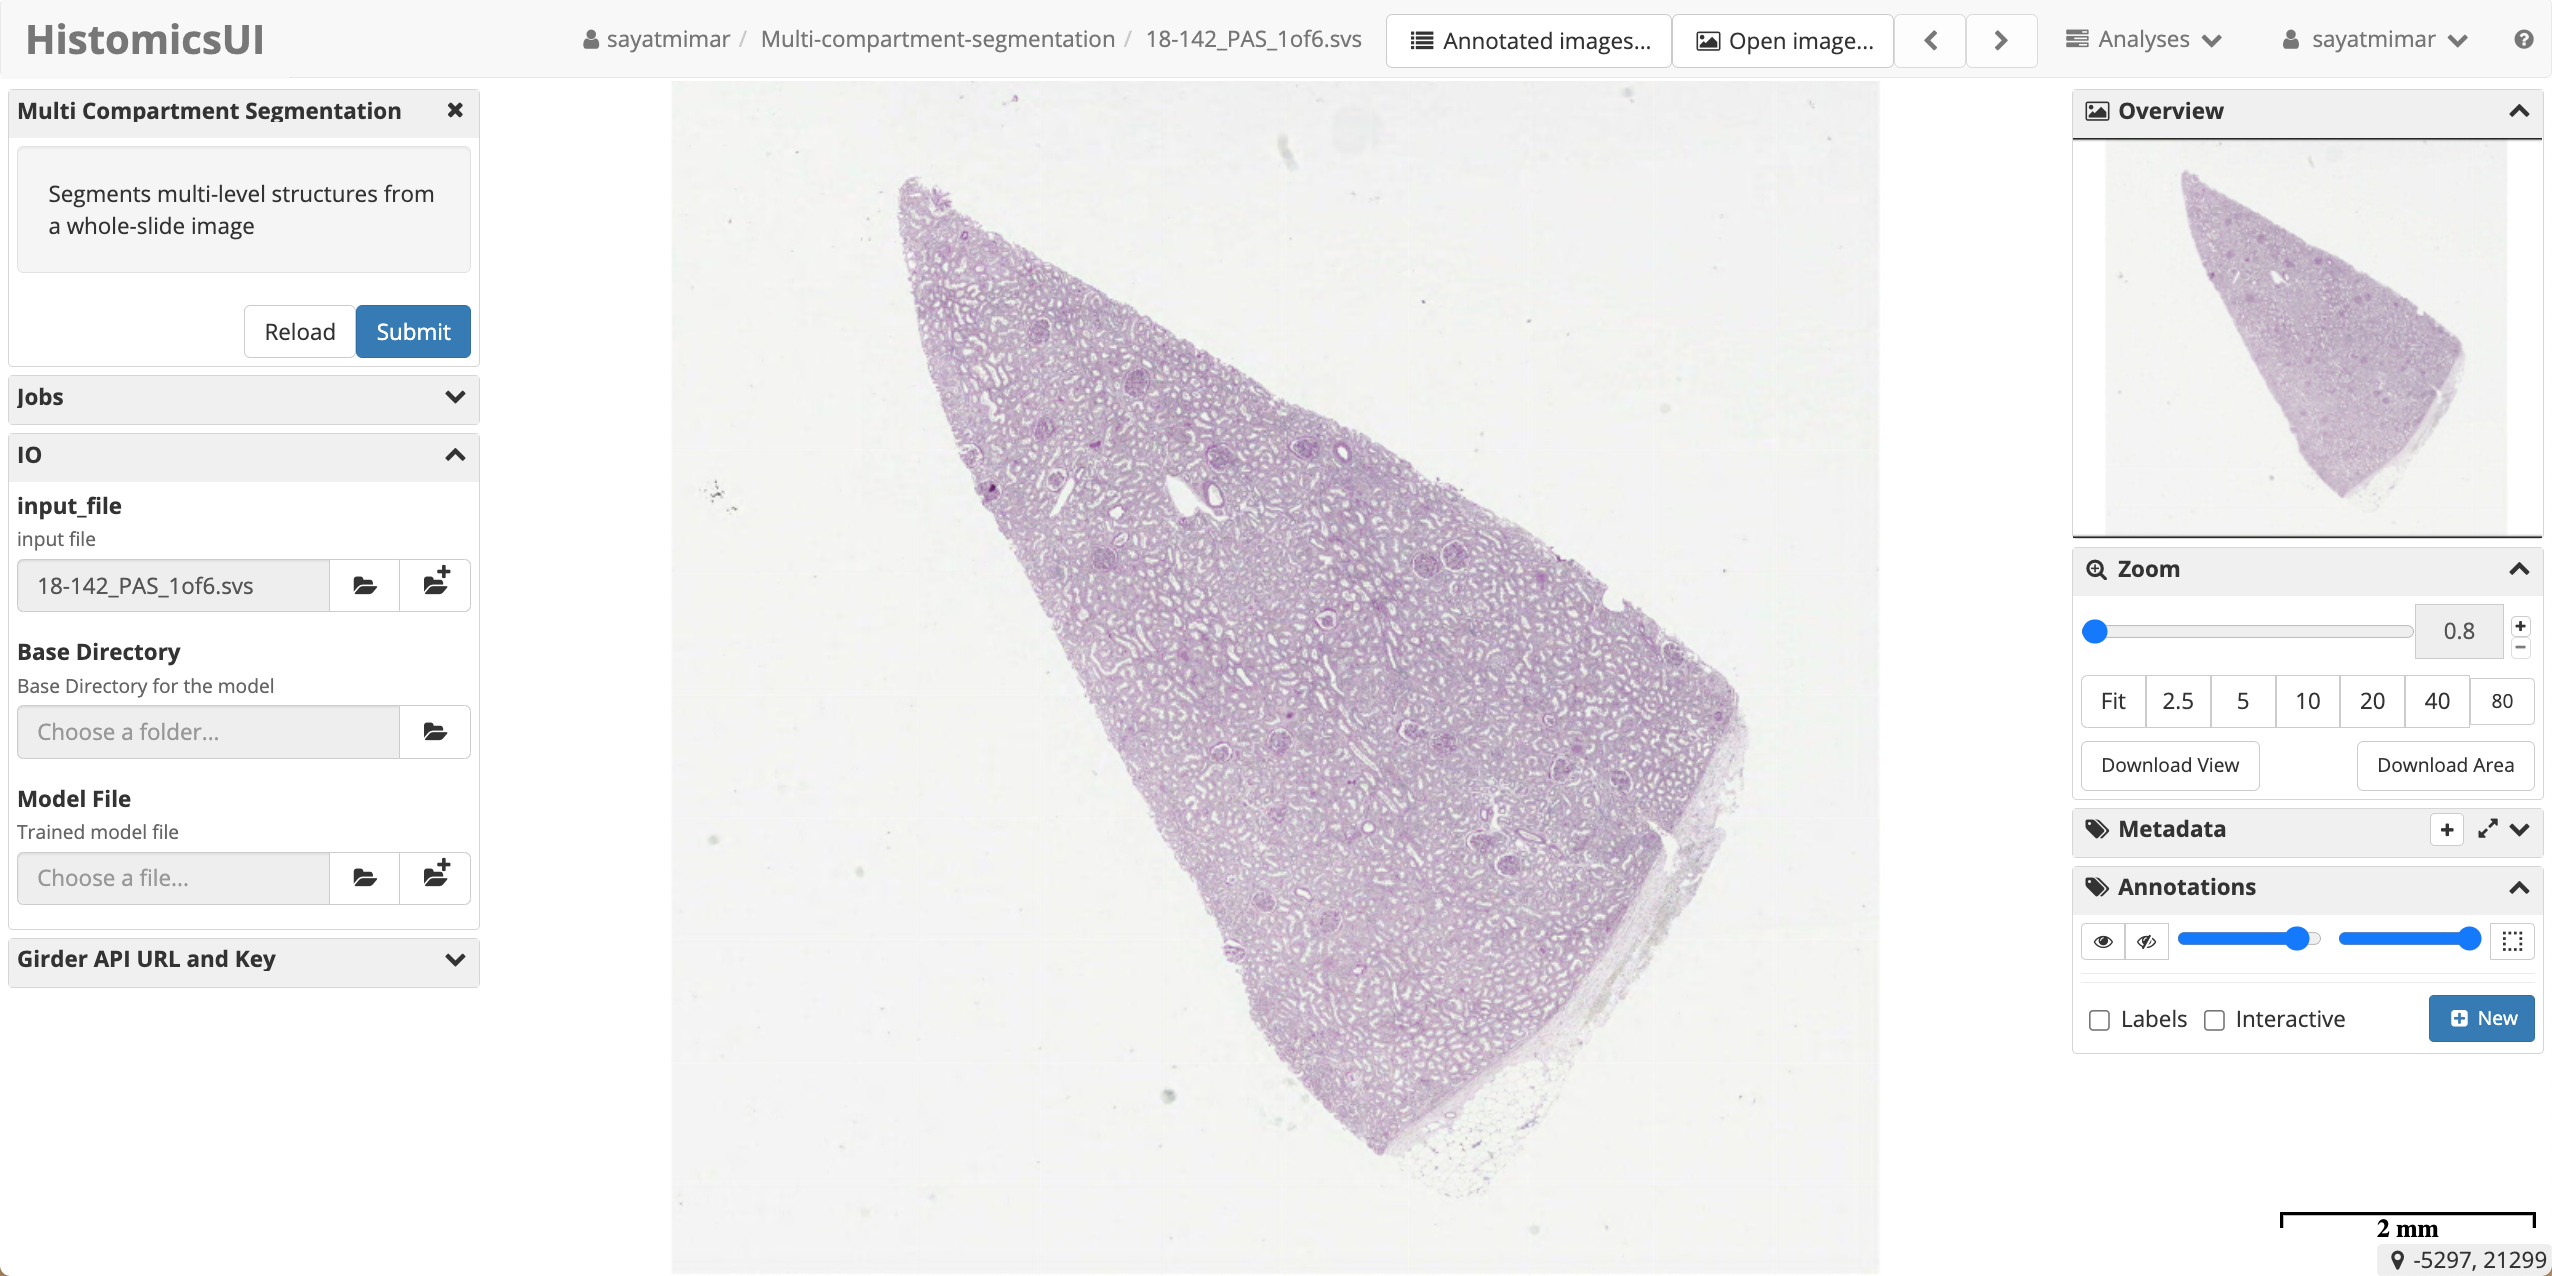 HistomicsUI
sayatmimar / Multi-compartment-segmentation / 18-142_PAS_1of6.svs
Annotated images...
Open image...
Analyses
sayatmimar
Multi Compartment Segmentation
Segments multi-level structures from
a whole-slide image
Reload
Submit
Jobs
IO
input_file
input file
18-142_PAS_1of6.svs
Base Directory
Base Directory for the model
Choose a folder...
Model File
Trained model file
Choose a file...
Girder API URL and Key
Overview
Zoom
0.8
Fit 2.5 5 10 20 40 80
Download View
Download Area
Metadata
Annotations
Labels
Interactive
New
2 mm
-5297, 21299